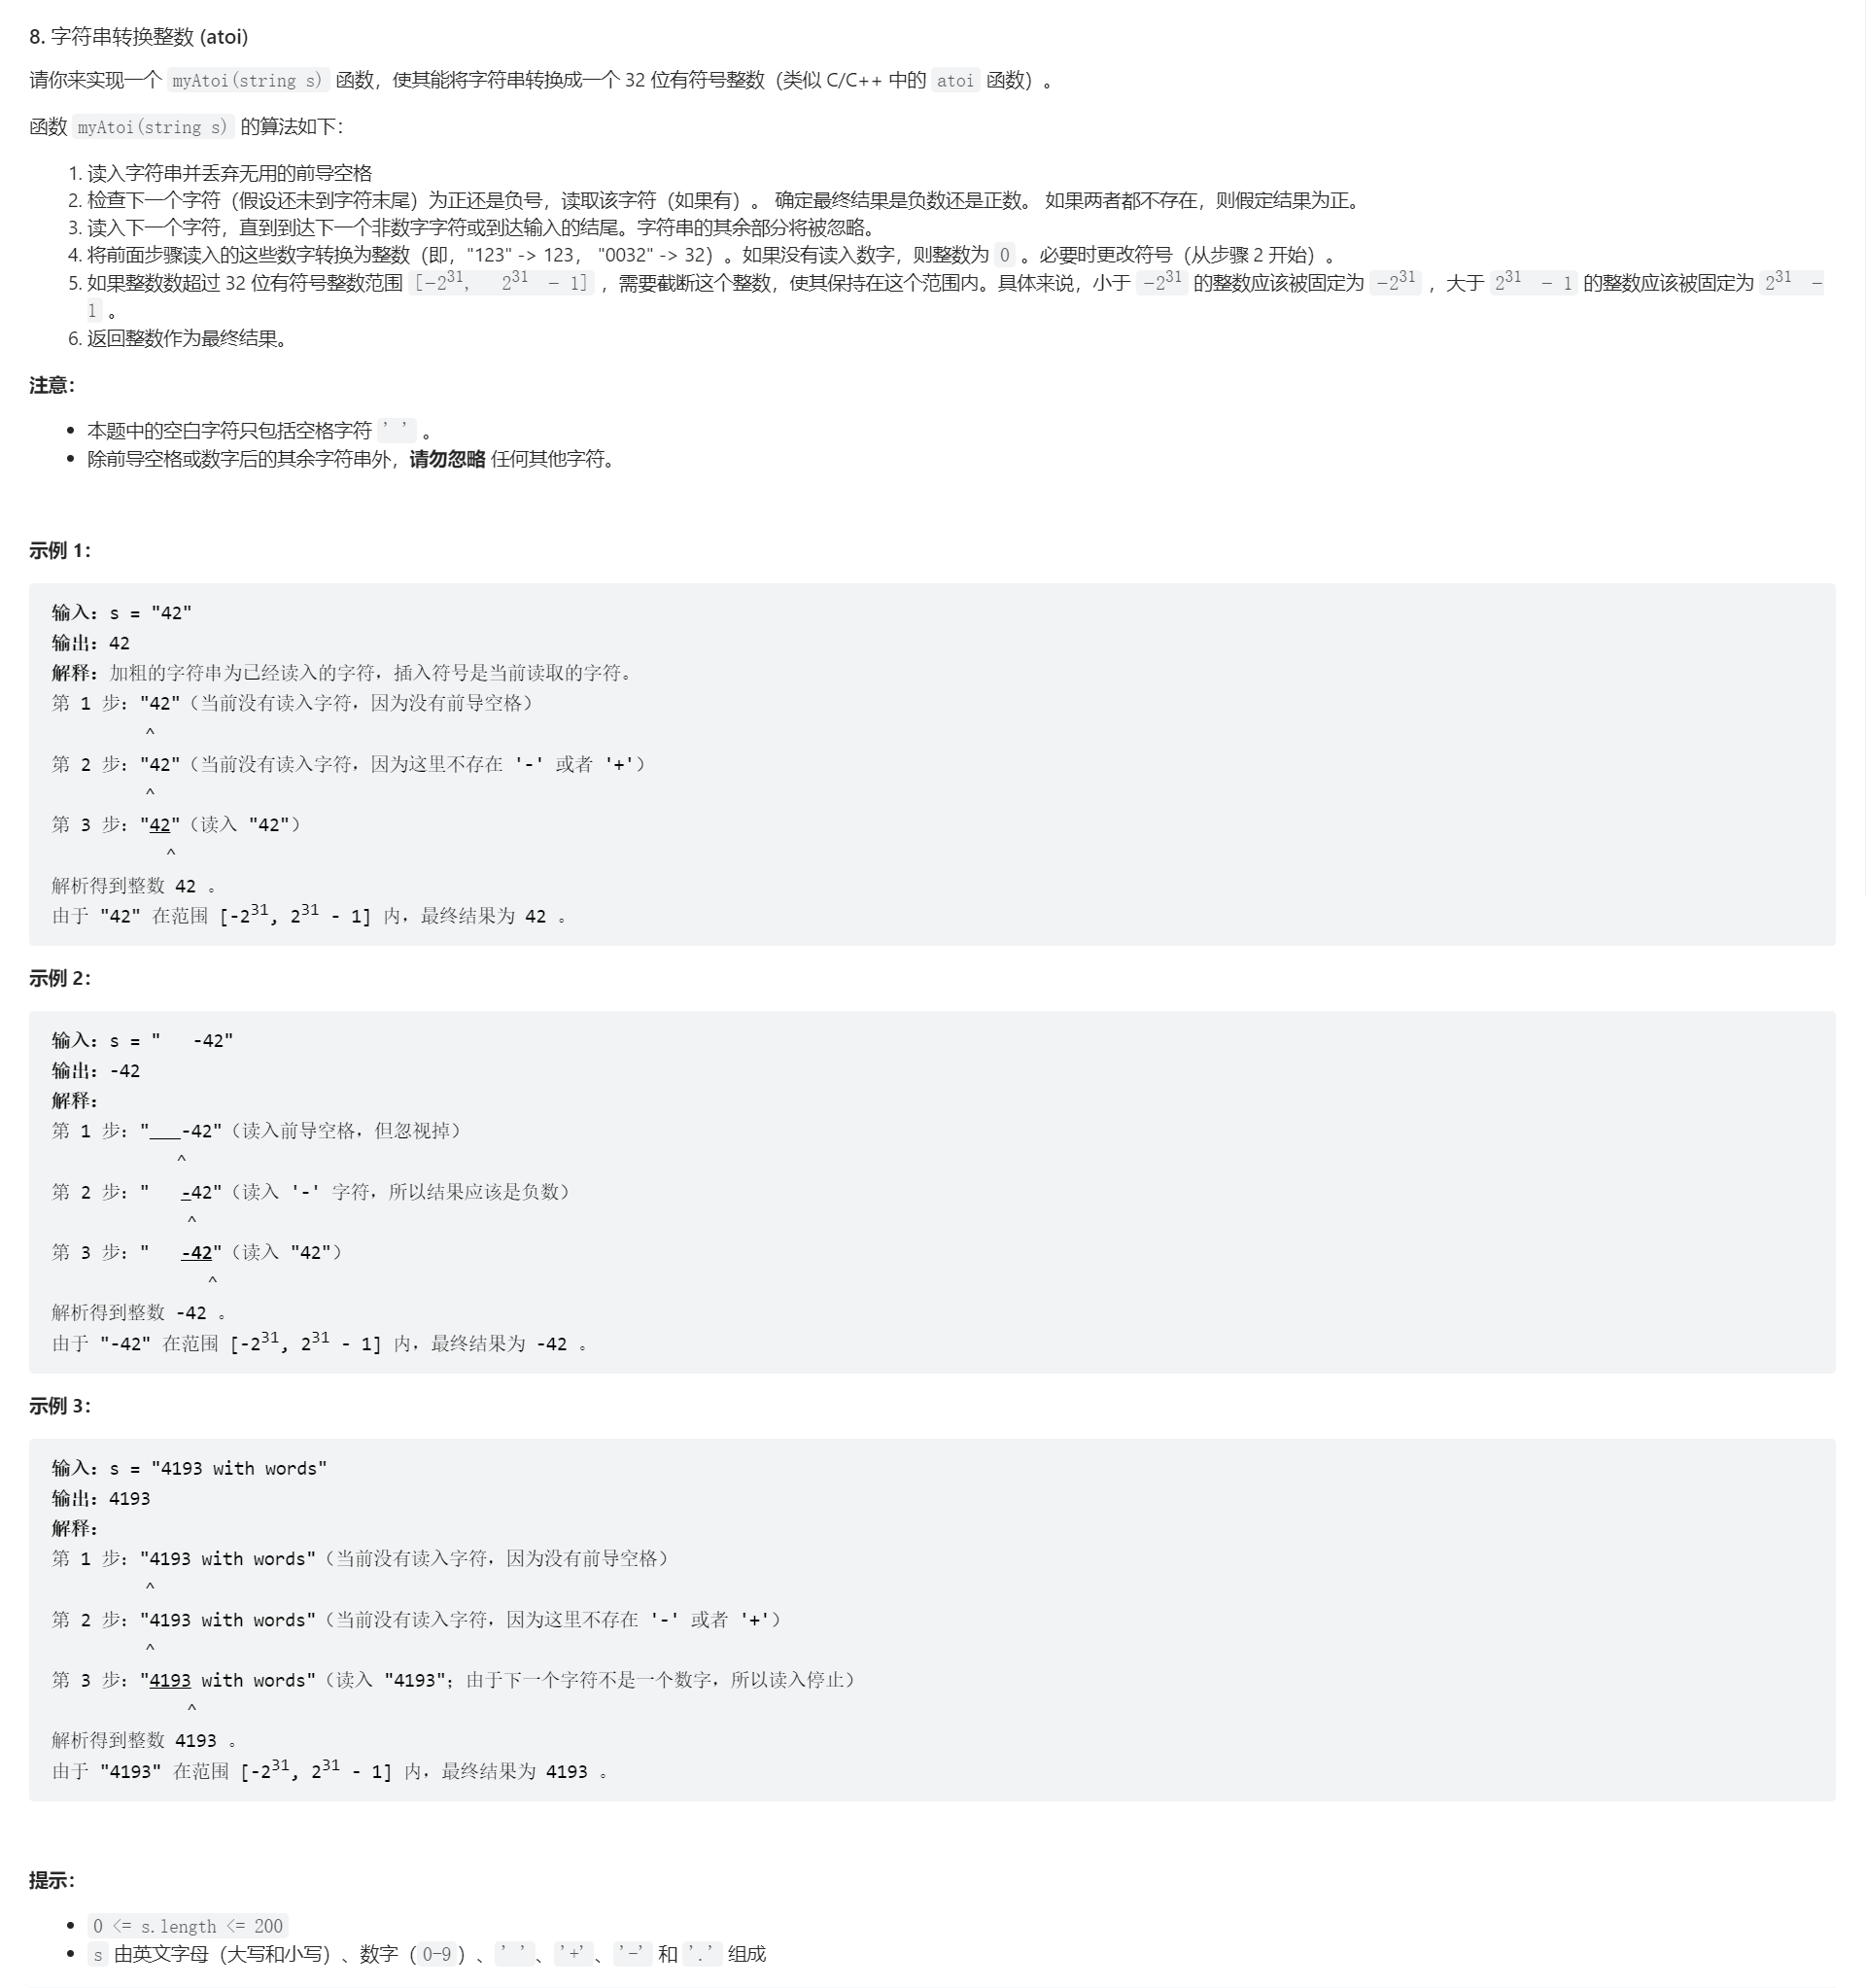 8. 字符串转换整数 (atoi)
请你来实现一个 myAtoi(string s) 函数，使其能将字符串转换成一个 32 位有符号整数（类似 C/C++ 中的 atoi 函数）。
函数 myAtoi(string s) 的算法如下：
1. 读入字符串并丢弃无用的前导空格
2. 检查下一个字符（假设还未到字符末尾）为正还是负号，读取该字符（如果有）。 确定最终结果是负数还是正数。 如果两者都不存在，则假定结果为正。
3. 读入下一个字符，直到到达下一个非数字字符或到达输入的结尾。字符串的其余部分将被忽略。
4. 将前面步骤读入的这些数字转换为整数（即，"123" -> 123， "0032" -> 32）。如果没有读入数字，则整数为 0 。必要时更改符号（从步骤 2 开始）。
5. 如果整数数超过 32 位有符号整数范围 [−2³¹,  2³¹ − 1] ，需要截断这个整数，使其保持在这个范围内。具体来说，小于 −2³¹ 的整数应该被固定为 −2³¹ ，大于 2³¹ − 1 的整数应该被固定为 2³¹ −
1 。
6. 返回整数作为最终结果。
注意：
• 本题中的空白字符只包括空格字符 ' ' 。
• 除前导空格或数字后的其余字符串外，请勿忽略 任何其他字符。
示例 1：
输入：s = "42"
输出：42
解释：加粗的字符串为已经读入的字符，插入符号是当前读取的字符。
第 1 步："42"（当前没有读入字符，因为没有前导空格）
^
第 2 步："42"（当前没有读入字符，因为这里不存在 '-' 或者 '+'）
^
第 3 步："42"（读入 "42"）
^
解析得到整数 42 。
由于 "42" 在范围 [-2³¹, 2³¹ - 1] 内，最终结果为 42 。
示例 2：
输入：s = "   -42"
输出：-42
解释：
第 1 步："___-42"（读入前导空格，但忽视掉）
^
第 2 步："   -42"（读入 '-' 字符，所以结果应该是负数）
^
第 3 步："   -42"（读入 "42"）
^
解析得到整数 -42 。
由于 "-42" 在范围 [-2³¹, 2³¹ - 1] 内，最终结果为 -42 。
示例 3：
输入：s = "4193 with words"
输出：4193
解释：
第 1 步："4193 with words"（当前没有读入字符，因为没有前导空格）
^
第 2 步："4193 with words"（当前没有读入字符，因为这里不存在 '-' 或者 '+'）
^
第 3 步："4193 with words"（读入 "4193"；由于下一个字符不是一个数字，所以读入停止）
^
解析得到整数 4193 。
由于 "4193" 在范围 [-2³¹, 2³¹ - 1] 内，最终结果为 4193 。
提示：
• 0 <= s.length <= 200
• s 由英文字母（大写和小写）、数字（0-9）、' '、'+'、'-' 和 '.' 组成